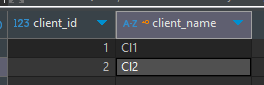 123 client_id A-Z client_name
1 Cl1
2 Cl2